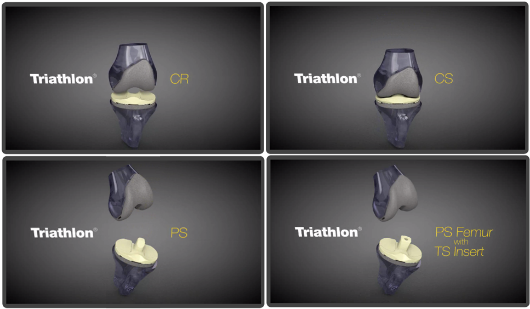 Triathlon® CR
Triathlon® CS
Triathlon® PS
Triathlon® PS Femur
with
TS Insert